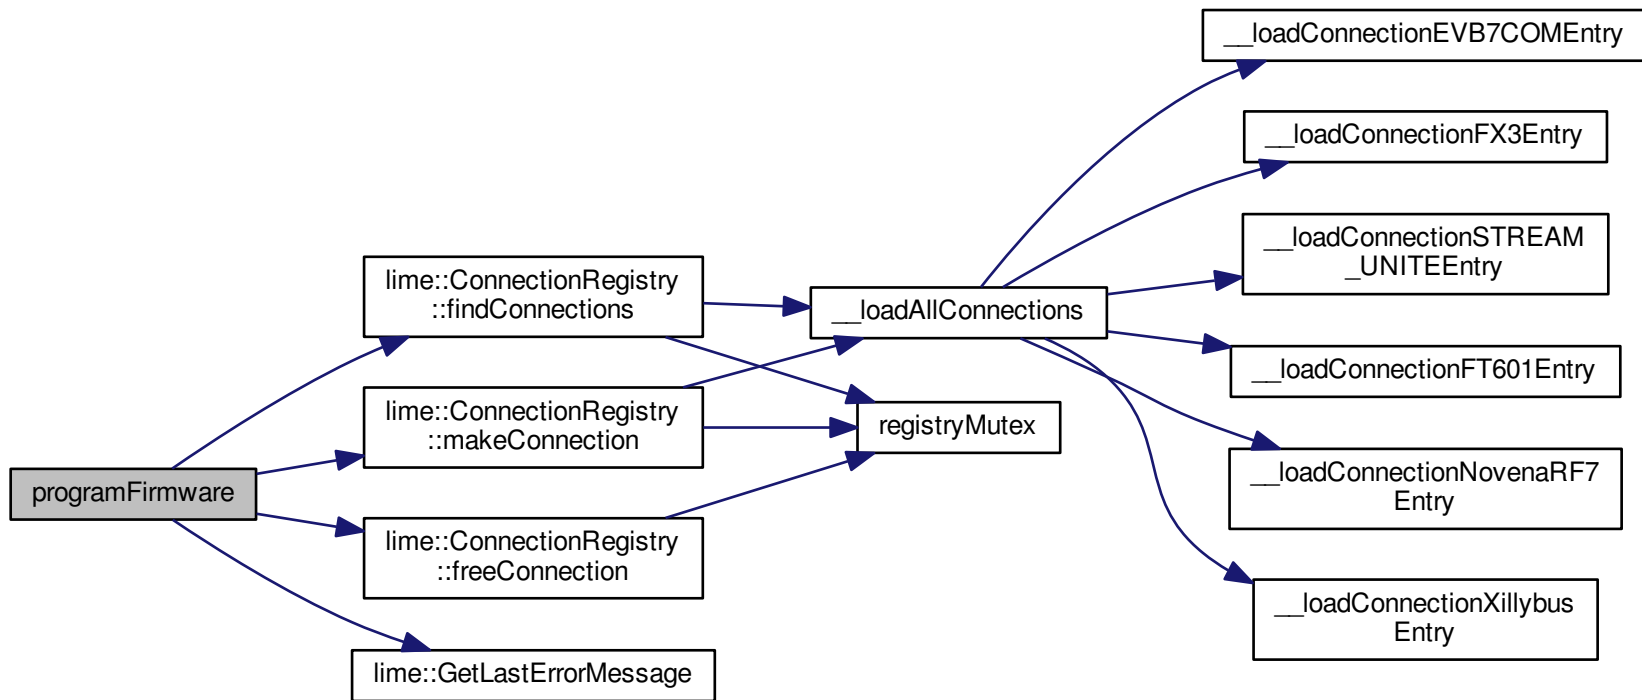 programFirmware
lime::ConnectionRegistry
::findConnections
lime::ConnectionRegistry
::makeConnection
lime::ConnectionRegistry
::freeConnection
lime::GetLastErrorMessage
__loadAllConnections
registryMutex
__loadConnectionEVB7COMEntry
__loadConnectionFX3Entry
__loadConnectionSTREAM
_UNITEEntry
__loadConnectionFT601Entry
__loadConnectionNovenaRF7
Entry
__loadConnectionXillybus
Entry